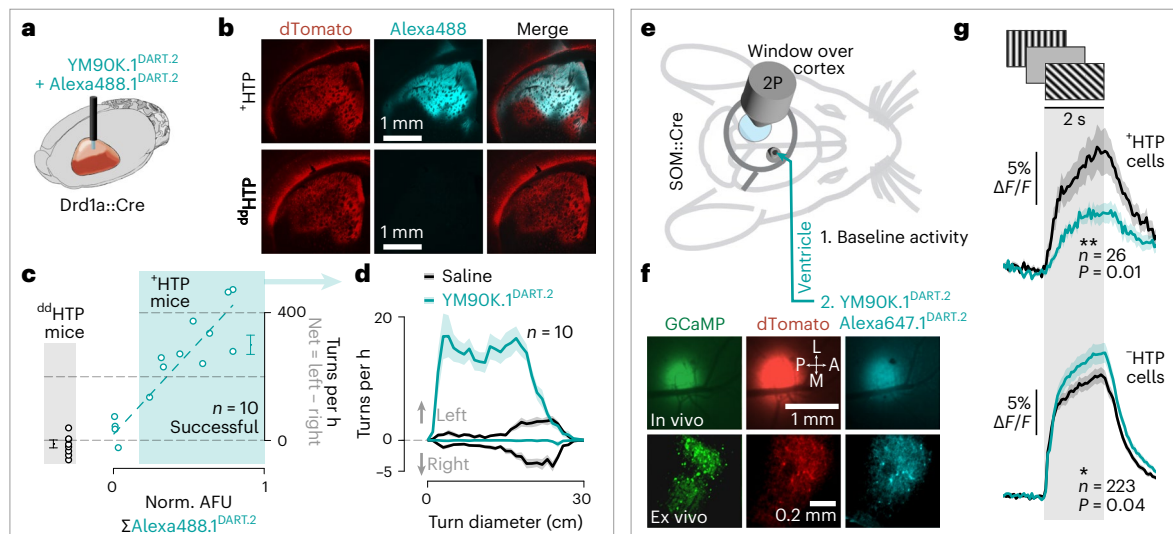 a
YM90K.1DART.2
+ Alexa488.1DART.2
Drd1a::Cre
b
dTomato
Alexa488
Merge
+HTP
1 mm
ddHTP
1 mm
c
ddHTP
mice
+HTP
mice
400
0
Turns per h
Net = left − right
n = 10
Successful
0
1
Norm. AFU
ΣAlexa488.1DART.2
d
Saline
YM90K.1DART.2
20
n = 10
Turns per h
Left
0
Right
−5
0
30
Turn diameter (cm)
e
Window over
cortex
2P
SOM::Cre
1. Baseline activity
Ventricle
2. YM90K.1DART.2
Alexa647.1DART.2
f
GCaMP
dTomato
L
P
A
M
In vivo
1 mm
Ex vivo
0.2 mm
g
2 s
+HTP
cells
5%
ΔF/F
**
n = 26
P = 0.01
−HTP
cells
5%
ΔF/F
*
n = 223
P = 0.04